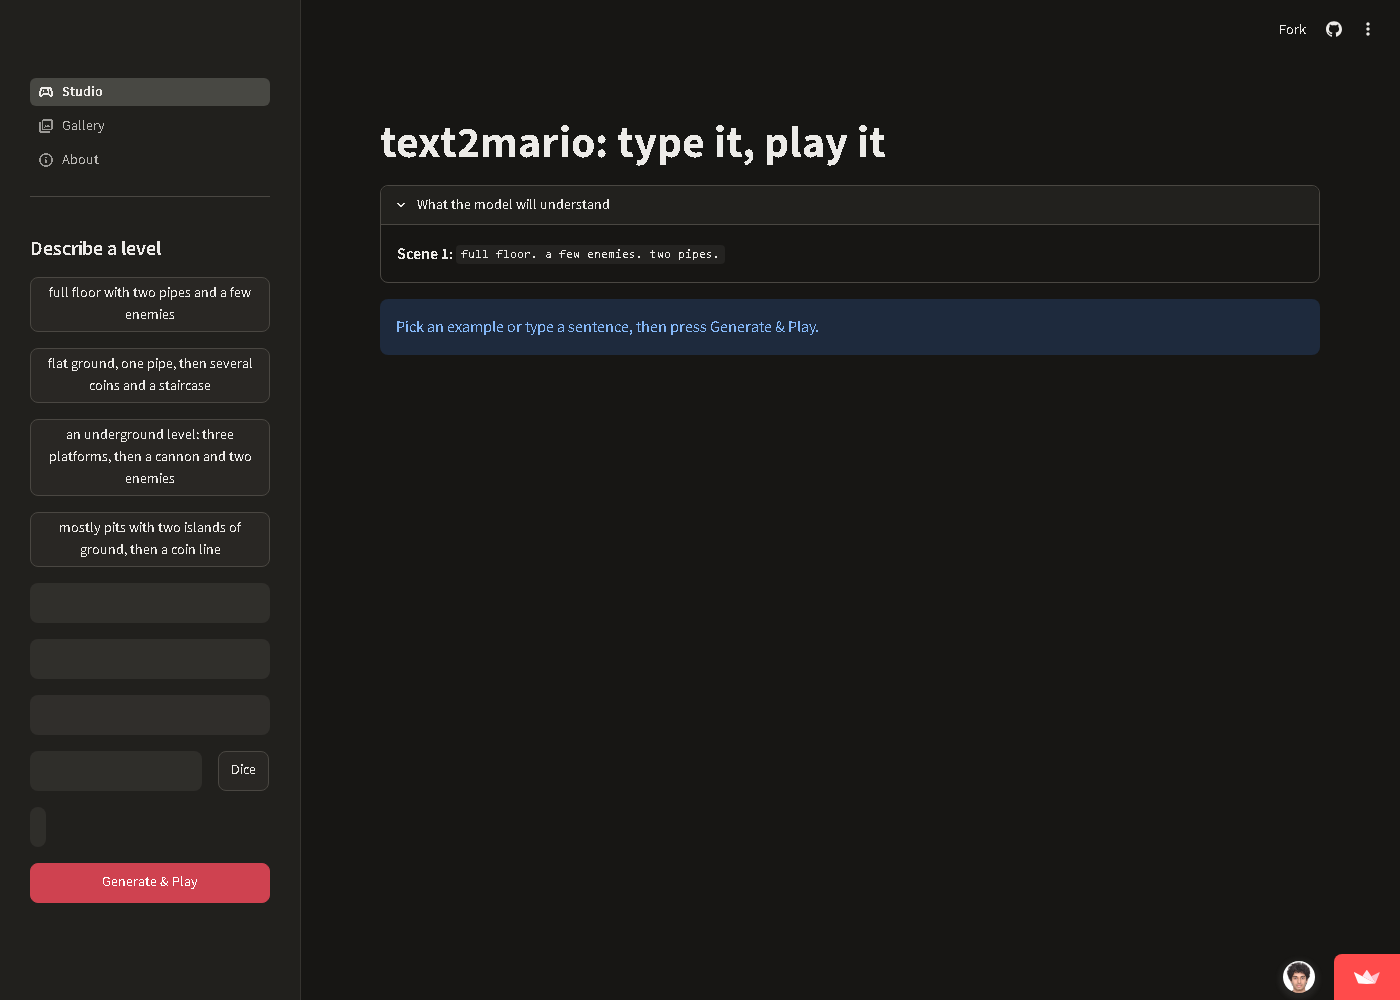 Fork
Studio
Gallery
About
Describe a level
full floor with two pipes and a few
enemies
flat ground, one pipe, then several
coins and a staircase
an underground level: three
platforms, then a cannon and two
enemies
mostly pits with two islands of
ground, then a coin line
Dice
Generate & Play
text2mario: type it, play it
What the model will understand
Scene 1: full floor. a few enemies. two pipes.
Pick an example or type a sentence, then press Generate & Play.